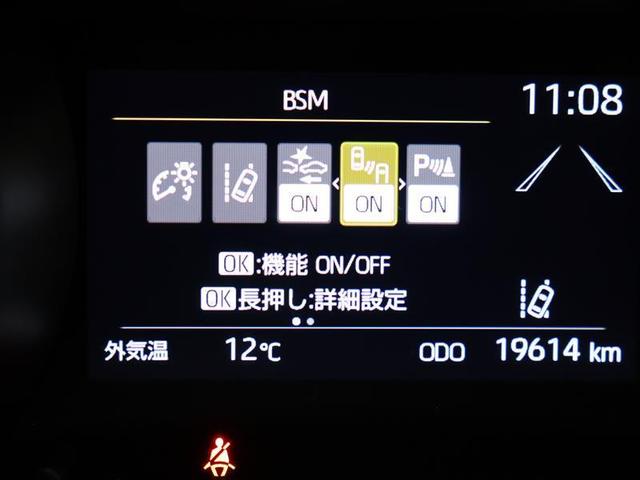 BSM 11:08
ON ON P ON
OK:機能 ON/OFF
OK長押し:詳細設定
外気温 12℃ ODO 19614 km